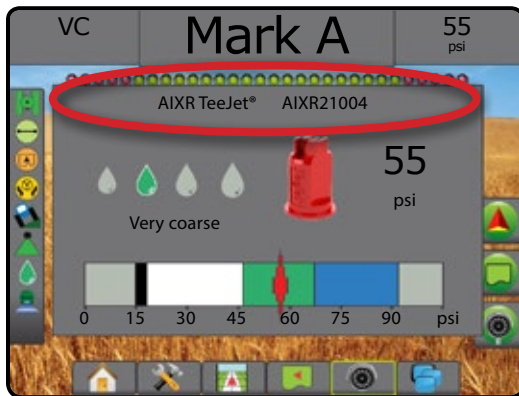 VC Mark A 55
psi
AIXR TeeJet® AIXR21004
55
psi
Very coarse
0 15 30 45 60 75 90 psi